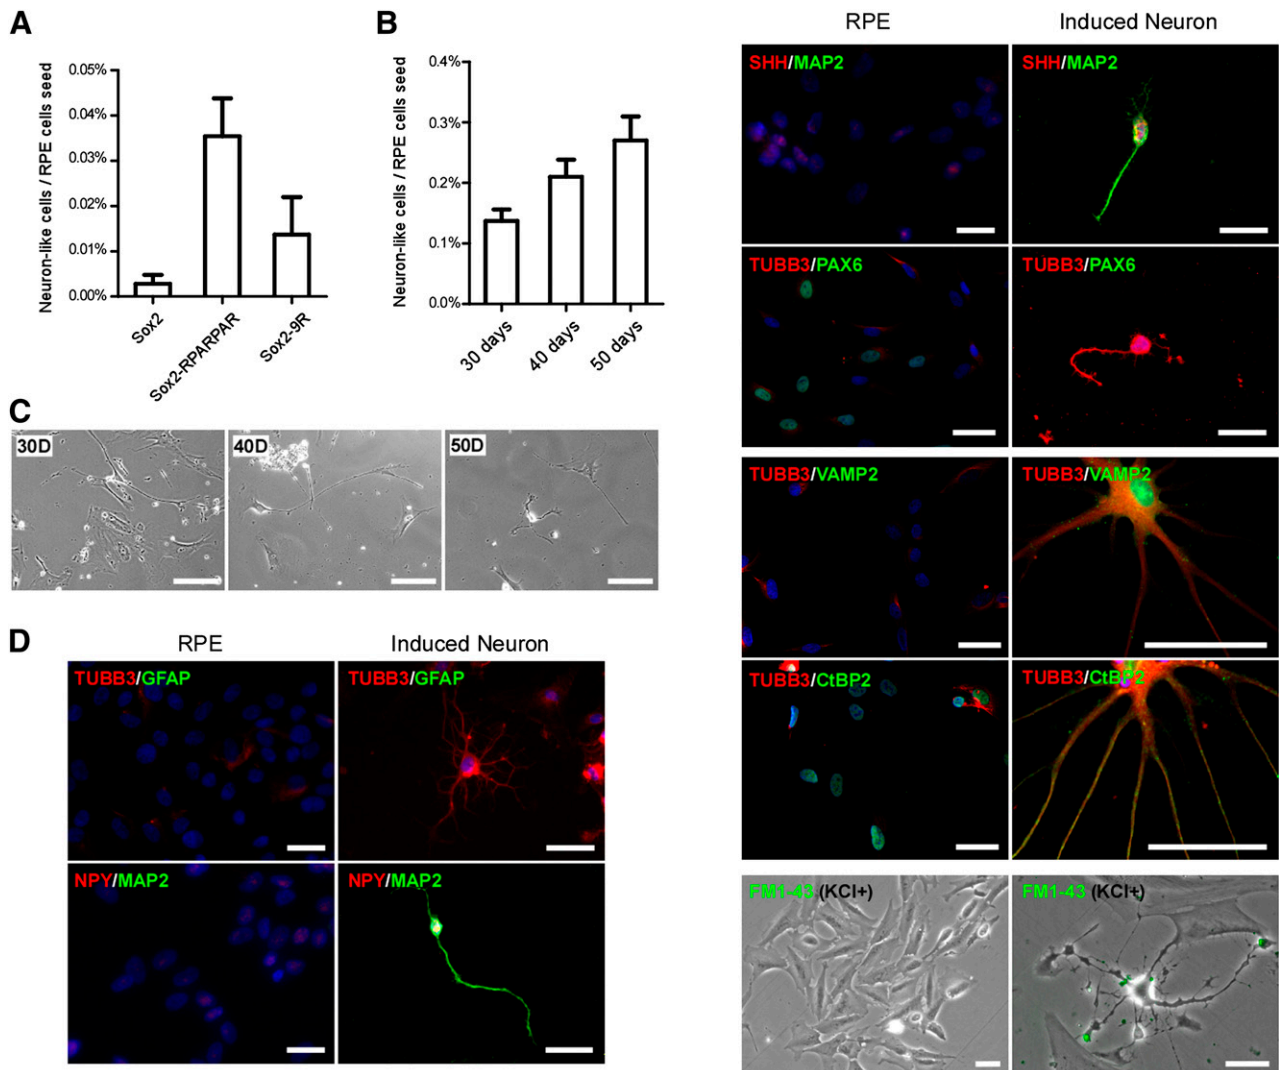 A
Neuron-like cells / RPE cells seed
0.05%
0.04%
0.03%
0.02%
0.01%
0.00%
Sox2
Sox2-RPARPAR
Sox2-9R
B
Neuron-like cells / RPE cells seed
0.4%
0.3%
0.2%
0.1%
0.0%
30 days
40 days
50 days
C
30D
40D
50D
D
RPE
Induced Neuron
TUBB3/GFAP
TUBB3/GFAP
NPY/MAP2
NPY/MAP2
RPE
Induced Neuron
SHH/MAP2
SHH/MAP2
TUBB3/PAX6
TUBB3/PAX6
TUBB3/VAMP2
TUBB3/VAMP2
TUBB3/CtBP2
TUBB3/CtBP2
FM1-43 (KCl+)
FM1-43 (KCl+)